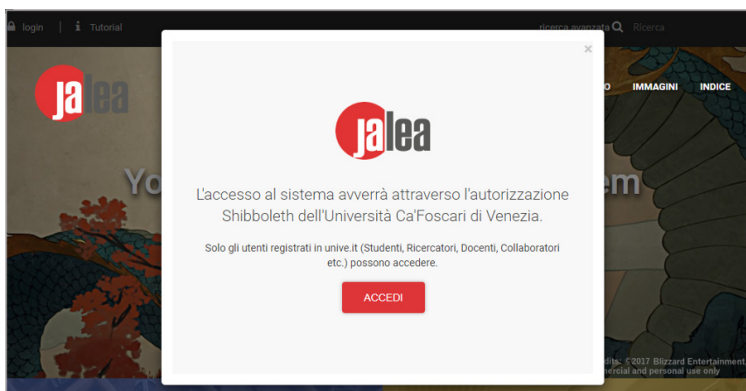 login | Tutorial
ricerca avanzata Ricerca
×
jalea
IMMAGINI INDICE
jalea
Yo
em
L'accesso al sistema avverrà attraverso l'autorizzazione
Shibboleth dell'Università Ca'Foscari di Venezia.
Solo gli utenti registrati in unive.it (Studenti, Ricercatori, Docenti, Collaboratori
etc.) possono accedere.
ACCEDI
©2017 Blizzard Entertainment
and personal use only